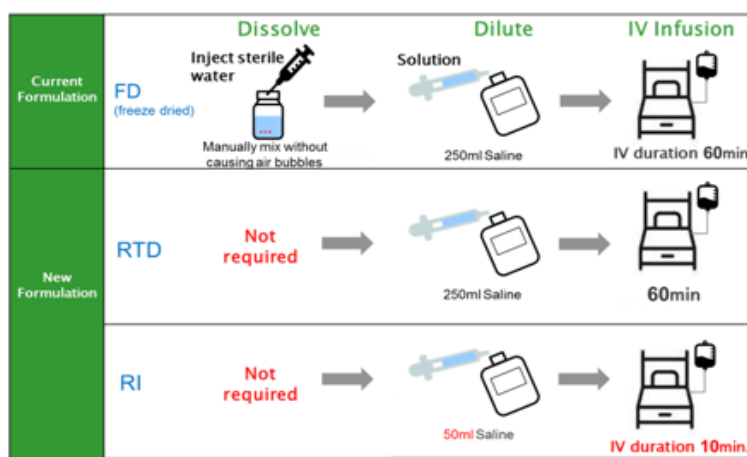 Dissolve
Dilute
IV Infusion
Current
Formulation
FD
(freeze dried)
Inject sterile
water
Manually mix without
causing air bubbles
Solution
250ml Saline
IV duration 60min
New
Formulation
RTD
Not
required
250ml Saline
60min
RI
Not
required
50ml Saline
IV duration 10min.